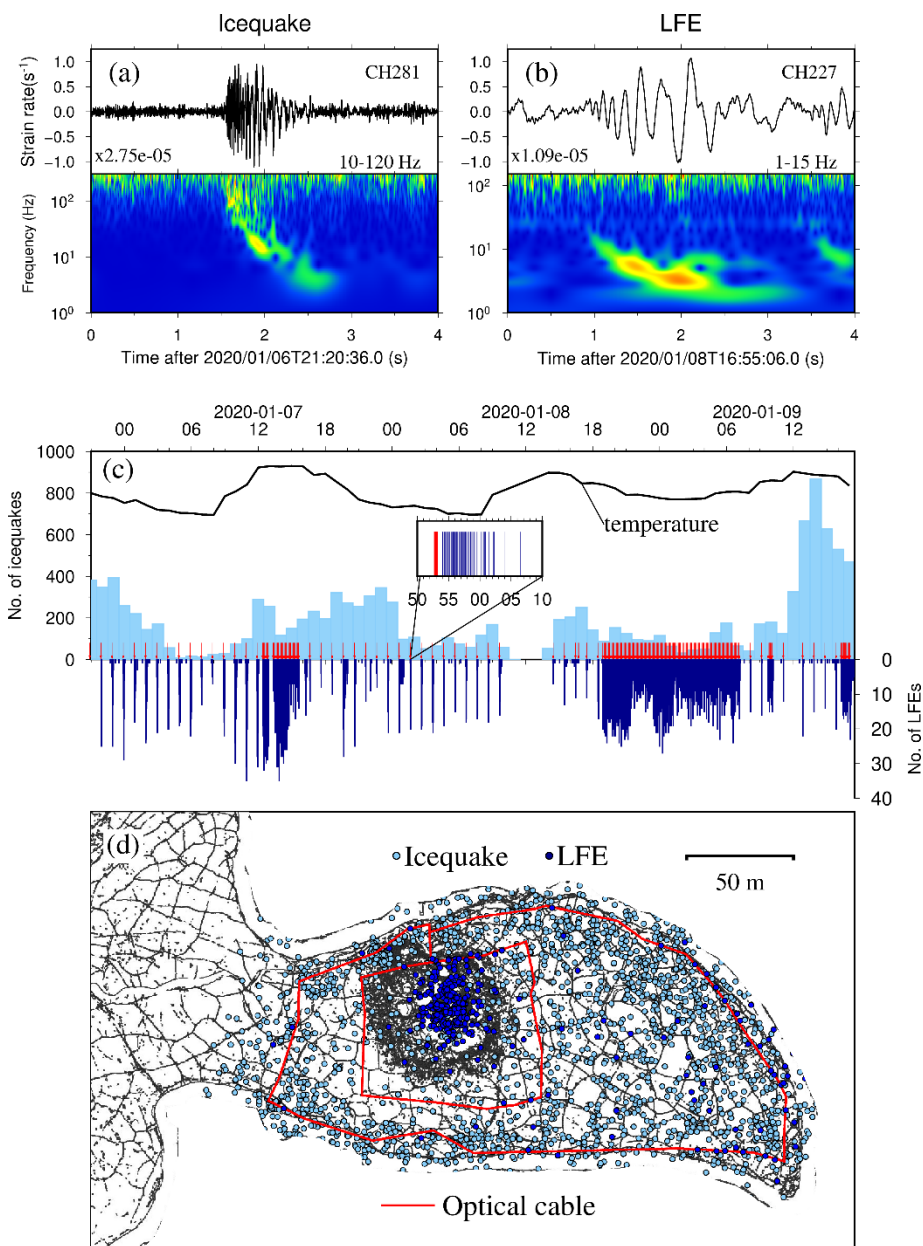 Icequake
LFE
(a)
CH281
(b)
CH227
Strain rate(s⁻¹)
1.0
0.5
0.0
−0.5
−1.0
1.0
0.5
0.0
−0.5
−1.0
x2.75e-05
10-120 Hz
x1.09e-05
1-15 Hz
Frequency (Hz)
10²
10¹
10⁰
10²
10¹
10⁰
0 1 2 3 4
0 1 2 3 4
Time after 2020/01/06T21:20:36.0 (s)
Time after 2020/01/08T16:55:06.0 (s)
2020-01-07
2020-01-08
2020-01-09
00 06 12 18 00 06 12 18 00 06 12
(c)
No. of icequakes
1000
800
600
400
200
0
temperature
50 55 00 05 10
0
10
20
30
40
No. of LFEs
(d)
Icequake
LFE
50 m
Optical cable